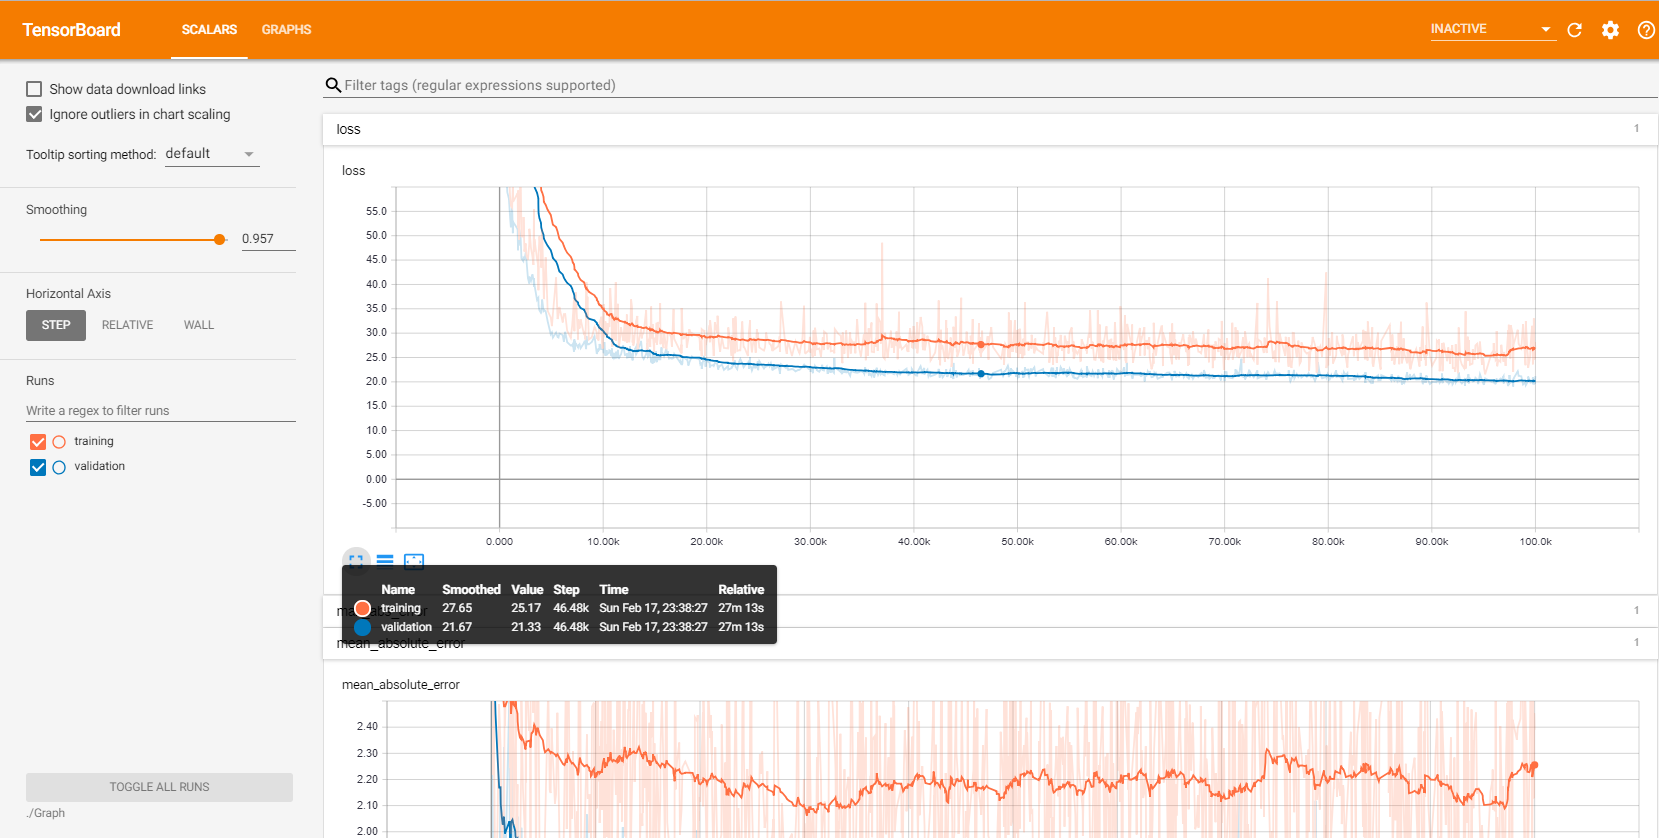 TensorBoard SCALARS GRAPHS INACTIVE
Show data download links
Ignore outliers in chart scaling
Tooltip sorting method: default
Smoothing
0.957
Horizontal Axis
STEP RELATIVE WALL
Runs
Write a regex to filter runs
training
validation
TOGGLE ALL RUNS
./Graph
Filter tags (regular expressions supported)
loss 1
loss
55.0
50.0
45.0
40.0
35.0
30.0
25.0
20.0
15.0
10.0
5.00
0.00
-5.00
0.000 10.00k 20.00k 30.00k 40.00k 50.00k 60.00k 70.00k 80.00k 90.00k 100.0k
Name Smoothed Value Step Time Relative
training 27.65 25.17 46.48k Sun Feb 17, 23:38:27 27m 13s
validation 21.67 21.33 46.48k Sun Feb 17, 23:38:27 27m 13s
1
mean_absolute_error 1
mean_absolute_error
2.40
2.30
2.20
2.10
2.00